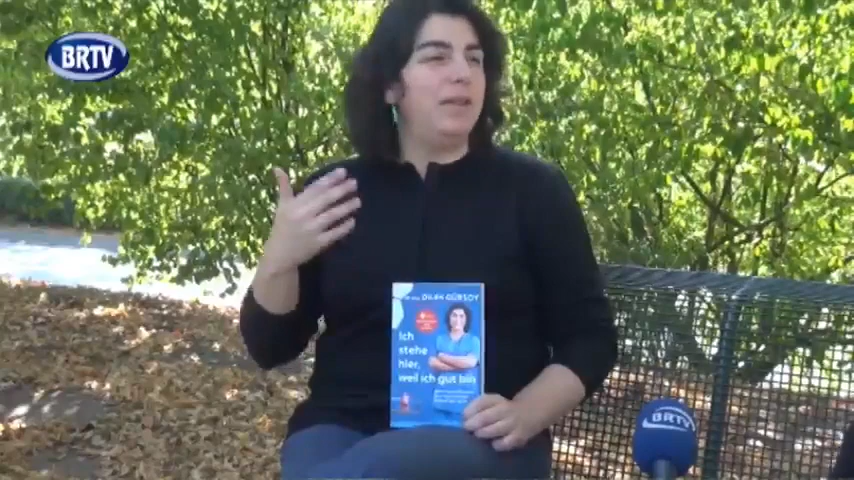 BRTV
DILEK GÜRSOY
Ich
stehe
hier,
weil ich gut bin
BRTV